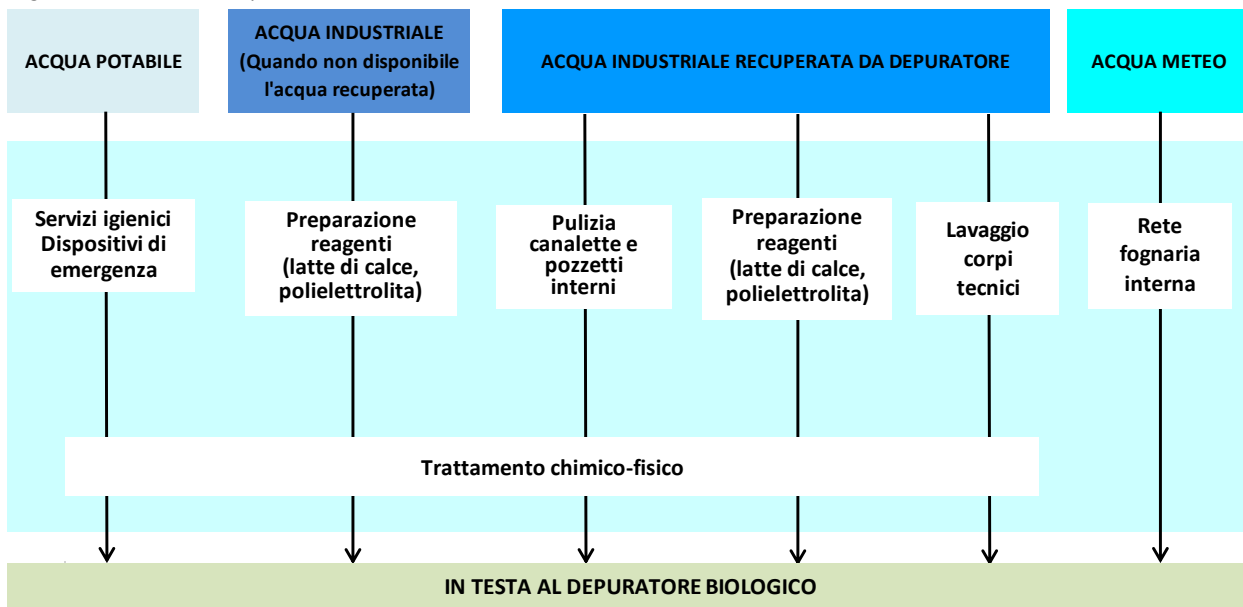 ACQUA POTABILE
ACQUA INDUSTRIALE
(Quando non disponibile
l'acqua recuperata)
ACQUA INDUSTRIALE RECUPERATA DA DEPURATORE
ACQUA METEO
Servizi igienici
Dispositivi di
emergenza
Preparazione
reagenti
(latte di calce,
polielettrolita)
Pulizia
canalette e
pozzetti
interni
Preparazione
reagenti
(latte di calce,
polielettrolita)
Lavaggio
corpi
tecnici
Rete
fognaria
interna
Trattamento chimico-fisico
IN TESTA AL DEPURATORE BIOLOGICO